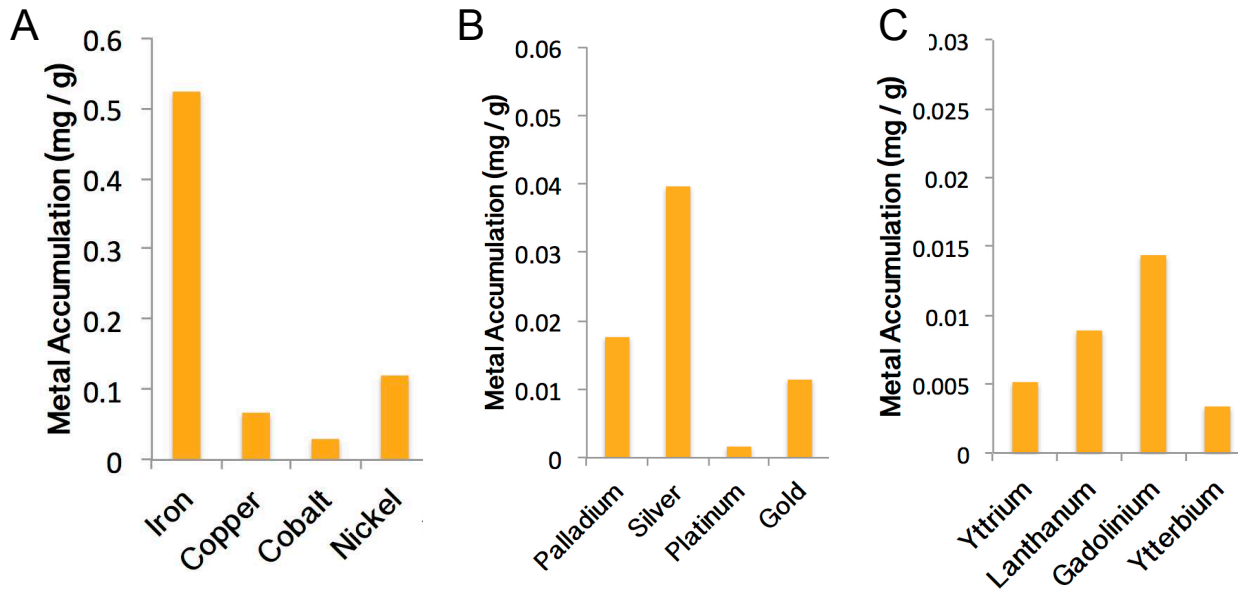 A
Metal Accumulation (mg / g)
0.6
0.5
0.4
0.3
0.2
0.1
0
Iron
Copper
Cobalt
Nickel
B
Metal Accumulation (mg / g)
0.06
0.05
0.04
0.03
0.02
0.01
0
Palladium
Silver
Platinum
Gold
C
Metal Accumulation (mg / g)
0.03
0.025
0.02
0.015
0.01
0.005
0
Yttrium
Lanthanum
Gadolinium
Ytterbium